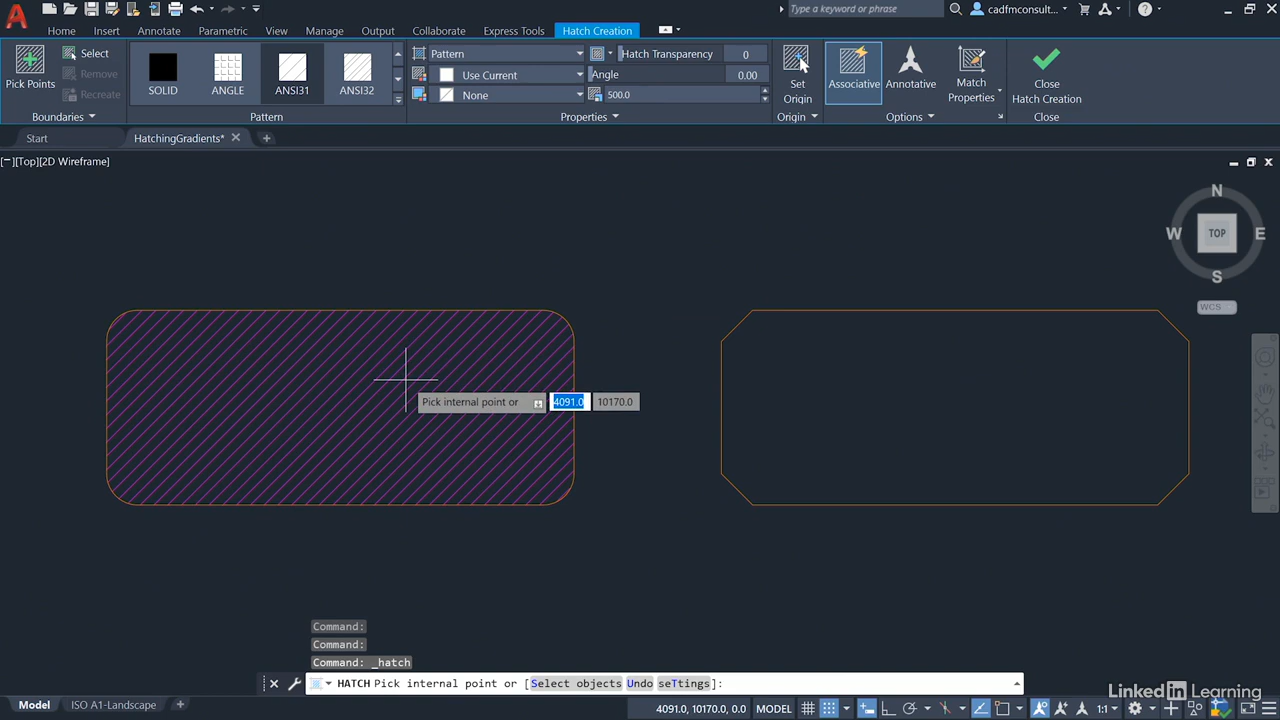 Type a keyword or phrase
cadfmconsult...
Home Insert Annotate Parametric View Manage Output Collaborate Express Tools Hatch Creation
Pick Points
Select
Remove
Recreate
Boundaries
SOLID ANGLE ANSI31 ANSI32
Pattern
Pattern
Use Current
None
Hatch Transparency 0
Angle 0.00
500.0
Properties
Set
Origin
Origin
Associative
Annotative
Match
Properties
Options
Close
Hatch Creation
Close
Start HatchingGradients*
[Top][2D Wireframe]
N
W TOP E
S
WCS
Pick internal point or 4091.0 10170.0
Command:
Command:
Command: _hatch
HATCH Pick internal point or [Select objects Undo seTtings]:
LinkedIn Learning
Model ISO A1-Landscape
4091.0, 10170.0, 0.0 MODEL 1:1